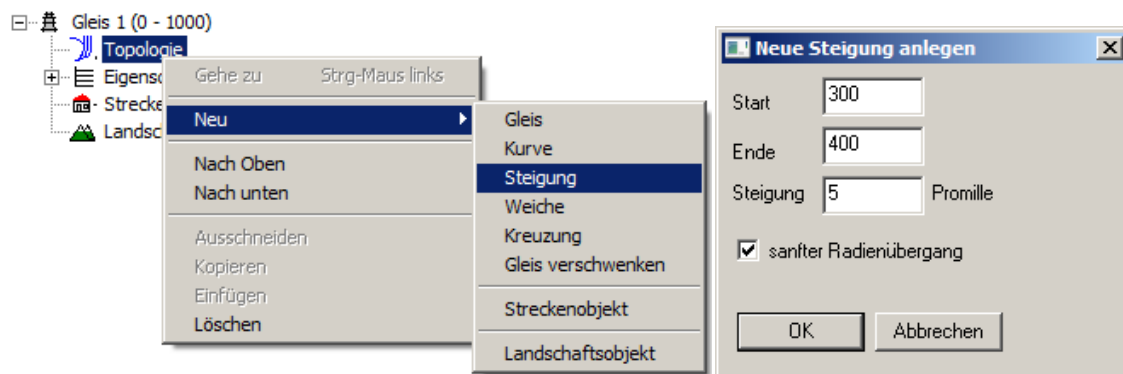 Gleis 1 (0 - 1000)
Topologie
Eigensc
Strecke
Landsc
Gehe zu Strg-Maus links
Neu
Nach Oben
Nach unten
Ausschneiden
Kopieren
Einfügen
Löschen
Gleis
Kurve
Steigung
Weiche
Kreuzung
Gleis verschwenken
Streckenobjekt
Landschaftsobjekt
Neue Steigung anlegen
Start 300
Ende 400
Steigung 5 Promille
sanfter Radienübergang
OK Abbrechen